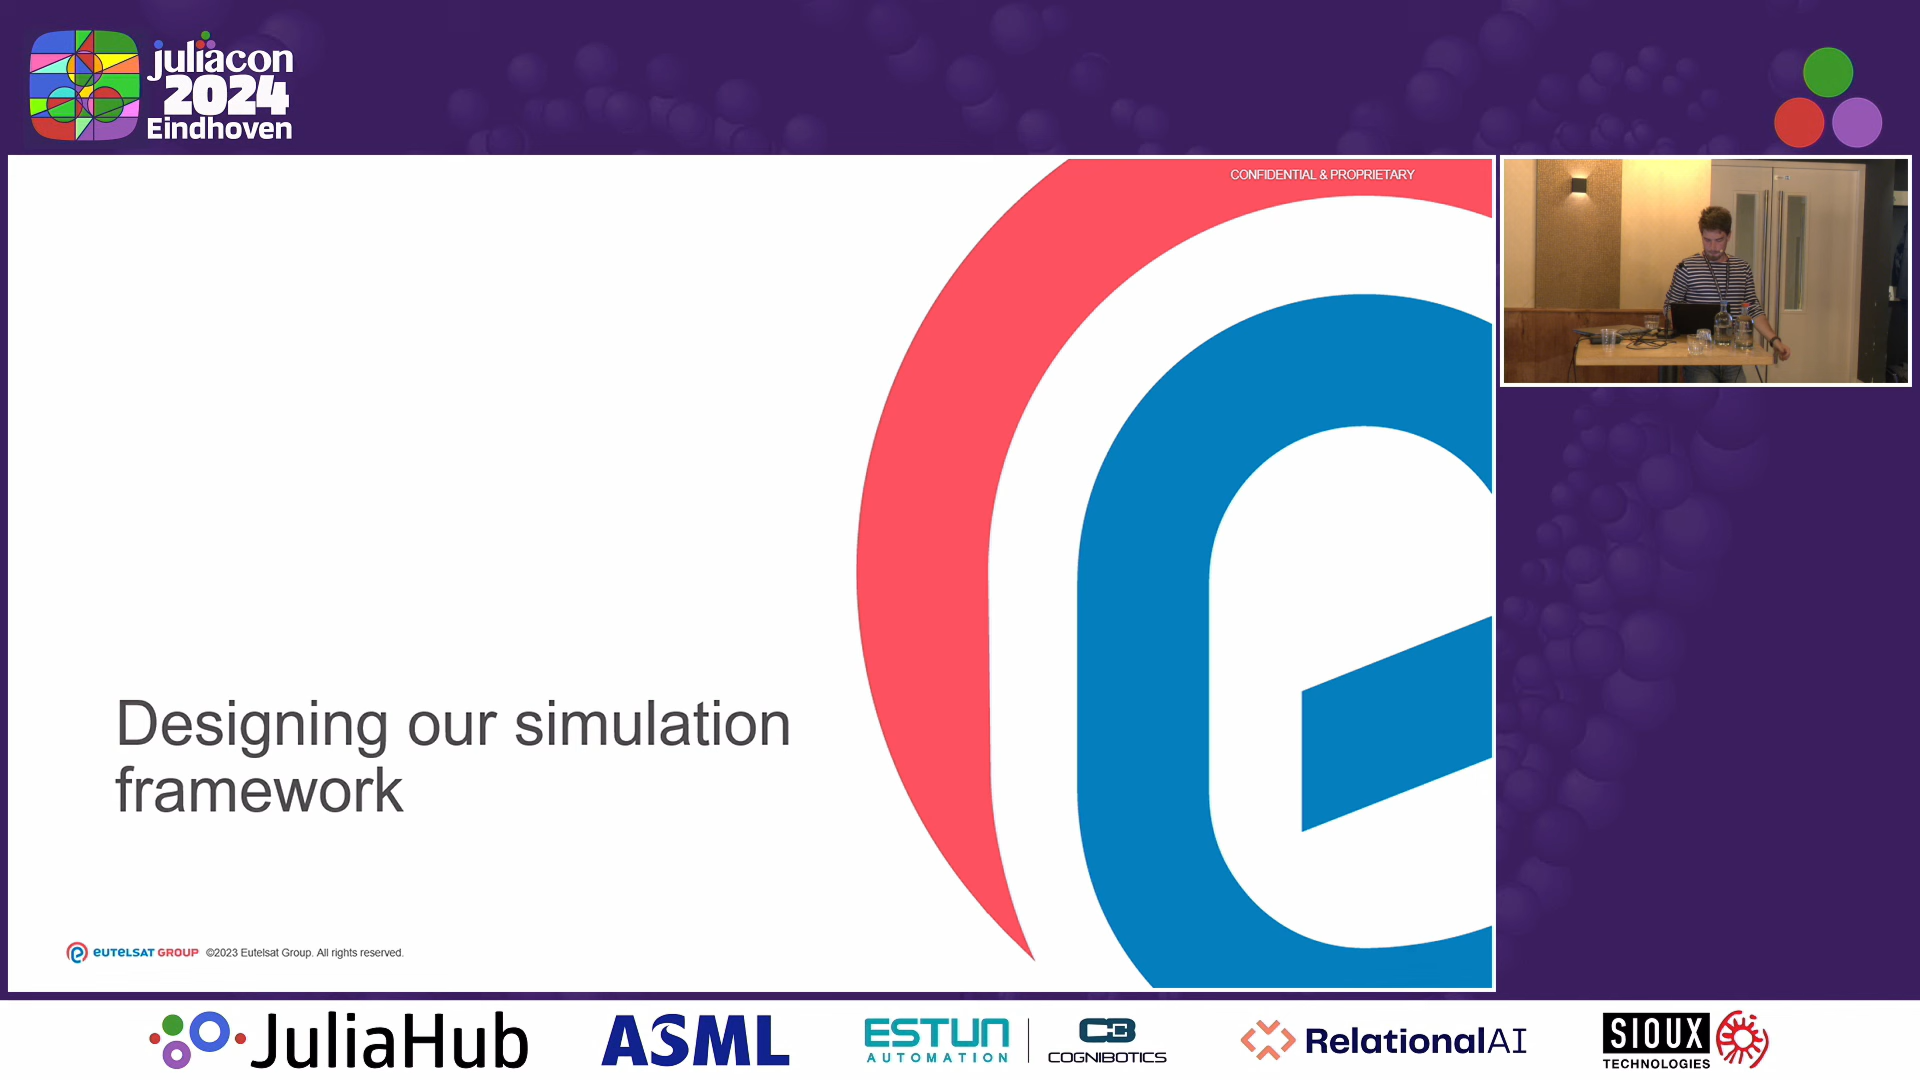 juliacon
2024
Eindhoven
CONFIDENTIAL & PROPRIETARY
Designing our simulation
framework
EUTELSAT GROUP ©2023 Eutelsat Group. All rights reserved.
JuliaHub
ASML
ESTUN
AUTOMATION
COGNIBOTICS
RelationalAI
SIOUX
TECHNOLOGIES